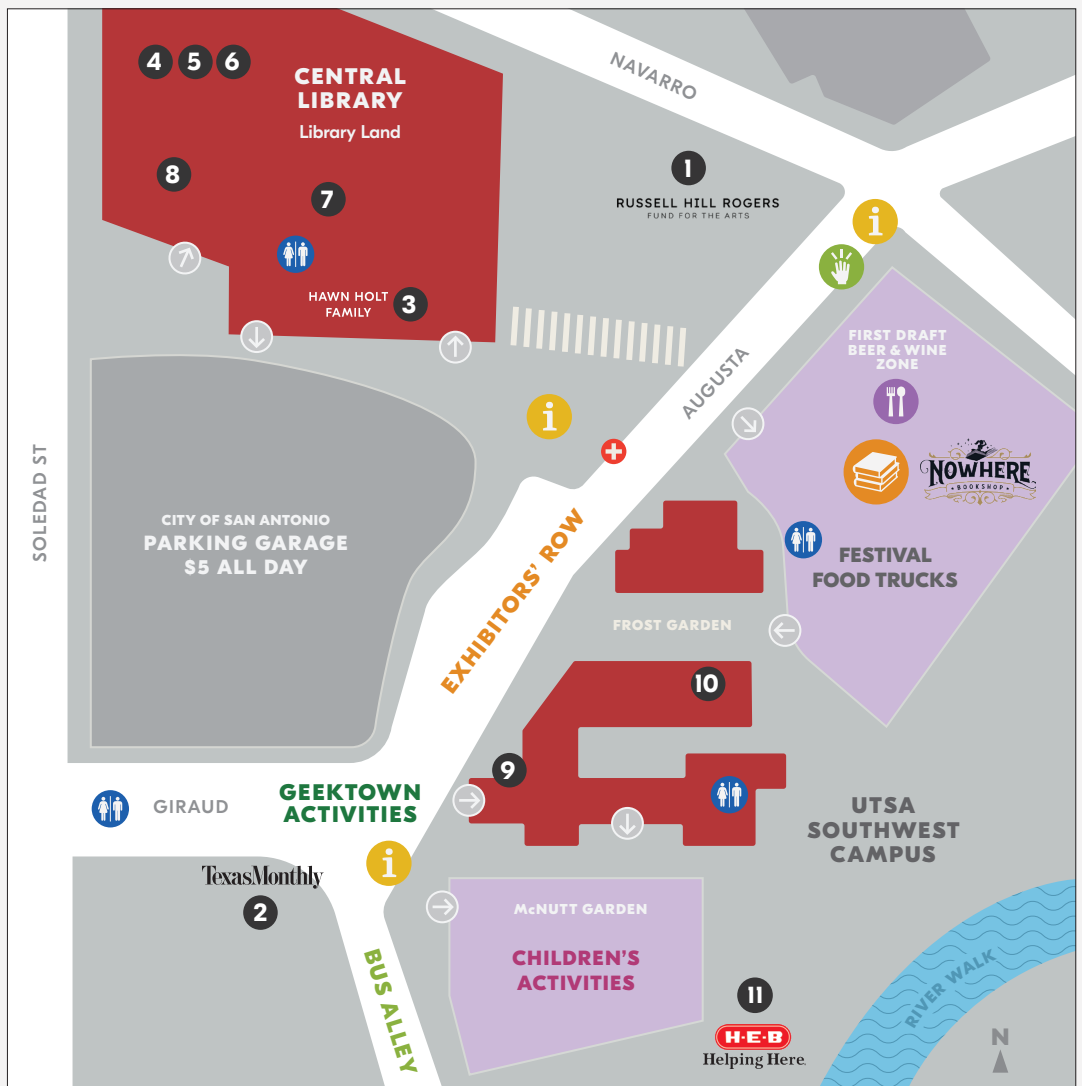 4 5 6
CENTRAL
LIBRARY
Library Land
8
7
HAWN HOLT
FAMILY
3
NAVARRO
1
RUSSELL HILL ROGERS
FUND FOR THE ARTS
i
AUGUSTA
FIRST DRAFT
BEER & WINE
ZONE
NOWHERE
BOOKSHOP
FESTIVAL
FOOD TRUCKS
i
SOLEDAD ST
CITY OF SAN ANTONIO
PARKING GARAGE
$5 ALL DAY
EXHIBITORS' ROW
FROST GARDEN
10
9
GIRAUD
GEEKTOWN
ACTIVITIES
UTSA
SOUTHWEST
CAMPUS
i
TexasMonthly
2
BUS ALLEY
McNUTT GARDEN
CHILDREN'S
ACTIVITIES
11
H-E-B
Helping Here.
RIVER WALK
N